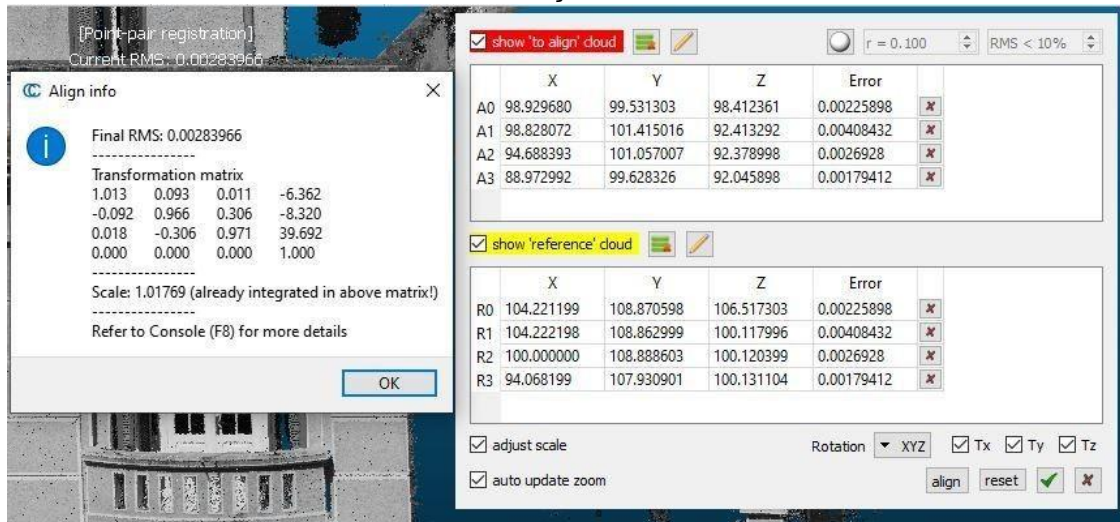 [Point-pair registration]
Current RMS: 0.00283966
Align info
Final RMS: 0.00283966
----------------
Transformation matrix
1.013 0.093 0.011 -6.362
-0.092 0.966 0.306 -8.320
0.018 -0.306 0.971 39.692
0.000 0.000 0.000 1.000
----------------
Scale: 1.01769 (already integrated in above matrix!)
----------------
Refer to Console (F8) for more details
OK
show 'to align' cloud r = 0.100 RMS < 10%
X Y Z Error
A0 98.929680 99.531303 98.412361 0.00225898
A1 98.828072 101.415016 92.413292 0.00408432
A2 94.688393 101.057007 92.378998 0.0026928
A3 88.972992 99.628326 92.045898 0.00179412
show 'reference' cloud
X Y Z Error
R0 104.221199 108.870598 106.517303 0.00225898
R1 104.222198 108.862999 100.117996 0.00408432
R2 100.000000 108.888603 100.120399 0.0026928
R3 94.068199 107.930901 100.131104 0.00179412
adjust scale Rotation XYZ Tx Ty Tz
auto update zoom align reset